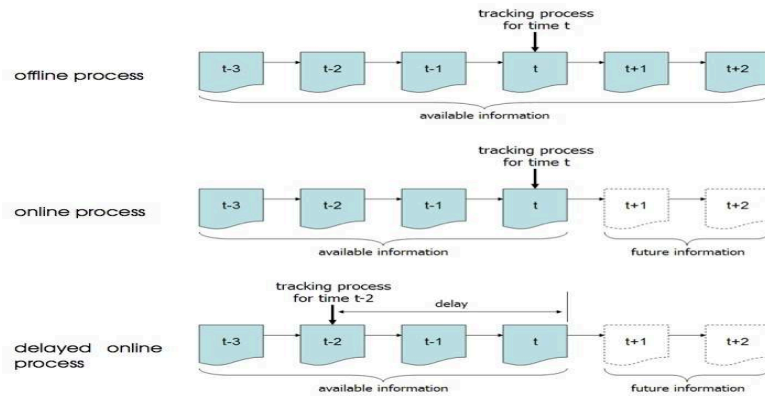 tracking process
for time t
offline process
t-3 t-2 t-1 t t+1 t+2
available information
tracking process
for time t
online process
t-3 t-2 t-1 t t+1 t+2
available information future information
tracking process
for time t-2
delay
delayed online
process
t-3 t-2 t-1 t t+1 t+2
available information future information